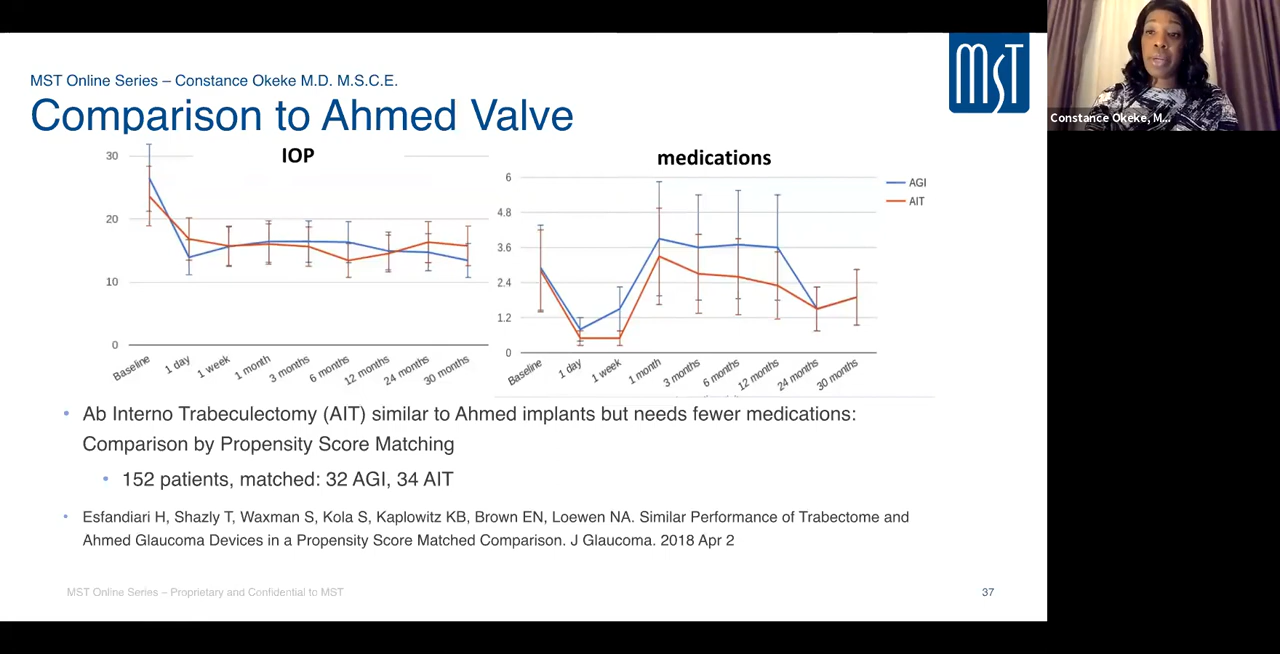 MST Online Series – Constance Okeke M.D. M.S.C.E.
Comparison to Ahmed Valve
MST
Constance Okeke, M...
IOP
30
20
10
0
Baseline
1 day
1 week
1 month
3 months
6 months
12 months
24 months
30 months
medications
6
4.8
3.6
2.4
1.2
0
Baseline
1 day
1 week
1 month
3 months
6 months
12 months
24 months
30 months
AGI
AIT
• Ab Interno Trabeculectomy (AIT) similar to Ahmed implants but needs fewer medications:
Comparison by Propensity Score Matching
• 152 patients, matched: 32 AGI, 34 AIT
• Esfandiari H, Shazly T, Waxman S, Kola S, Kaplowitz KB, Brown EN, Loewen NA. Similar Performance of Trabectome and
Ahmed Glaucoma Devices in a Propensity Score Matched Comparison. J Glaucoma. 2018 Apr 2
MST Online Series – Proprietary and Confidential to MST
37